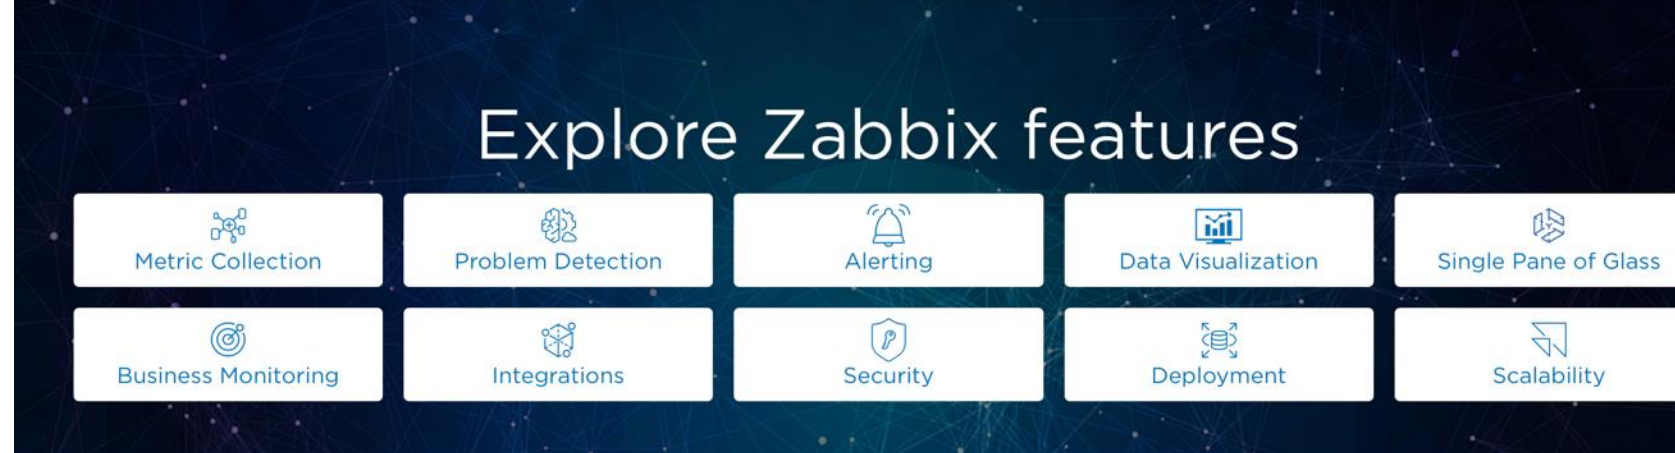 Explore Zabbix features
Metric Collection
Problem Detection
Alerting
Data Visualization
Single Pane of Glass
Business Monitoring
Integrations
Security
Deployment
Scalability